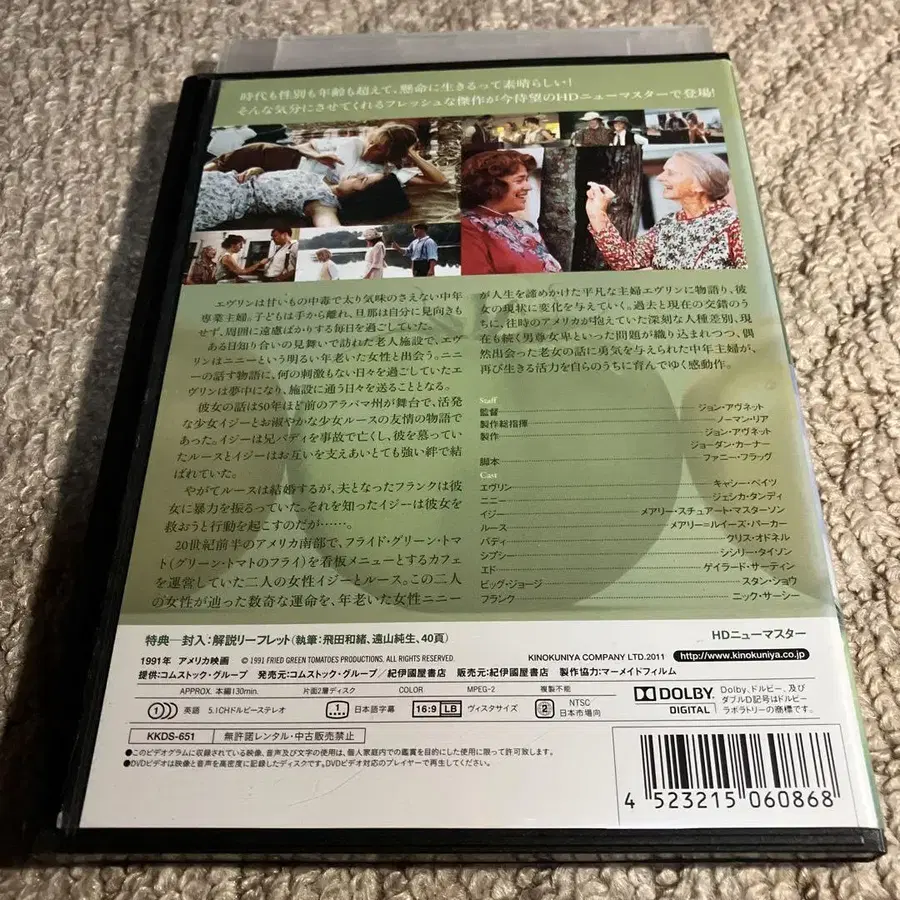 時代も性別も年齢も超えて、懸命に生きるって素晴らしい!
そんな気分にさせてくれるフレッシュな傑作が今待望のHDニューマスターで登場!
エヴリンは甘いもの中毒で太り気味のさえない中年
専業主婦。子どもは手から離れ、旦那は自分に見向きも
せず、周囲に遠慮ばかりする毎日を過ごしていた。
ある日知り合いの見舞いで訪れた老人施設で、エヴ
リンはニニーという明るい年老いた女性と出会う。ニニ
ーの話す物語に、何の刺激もない日々を過ごしていた
エヴリンは夢中になり、施設に通う日々を送ることとなる。
彼女の話は50年ほど前のアラバマ州が舞台で、活発
な少女イジーとお淑やかな少女ルースの友情の物語で
あった。イジーは兄バディを事故で亡くし、彼を慕ってい
たルースとイジーはお互いを支えあいとても強い絆で結
ばれていた。
やがてルースは結婚するが、夫となったフランクは彼女
に暴力を振るっていた。それを知ったイジーは彼女を
救おうと行動を起こすのだが……。
20世紀前半のアメリカ南部で、フライド・グリーン・トマ
ト(グリーン・トマトのフライ)を看板メニューとするカフェ
を運営していた二人の女性イジーとルース。この二人
の女性が辿った数奇な運命を、年老いた女性ニニー
が人生を諦めかけた平凡な主婦エヴリンに物語り、彼
女の現状に変化を与えていく。過去と現在の交錯のう
ちに、往時のアメリカが抱えていた深刻な人種差別、現
在も続く男尊女卑といった問題が織り込まれつつ、偶
然出会った老女の話に勇気を与えられた中年主婦が、
再び生きる活力を自らのうちに育んでゆく感動作。
Staff
監督 ジョン・アヴネット
製作総指揮 ノーマン・リア
製作 ジョン・アヴネット
ジョーダン・カーナー
脚本 ファニー・フラッグ
Cast
エヴリン キャシー・ベイツ
ニニー ジェシカ・タンディ
イジー メアリー・スチュアート・マスターソン
ルース メアリー=ルイーズ・パーカー
バディ クリス・オドネル
シプシー シシリー・タイソン
エド ゲイラード・サーティン
ビッグ・ジョージ スタン・ショウ
フランク ニック・サーシー
特典―封入:解説リーフレット(執筆:飛田和緒、遠山純生、40頁)
HDニューマスター
1991年 アメリカ映画 © 1991 FRIED GREEN TOMATOES PRODUCTIONS. ALL RIGHTS RESERVED.
KINOKUNIYA COMPANY LTD.2011 http://www.kinokuniya.co.jp
提供:コムストック・グループ 発売元:コムストック・グループ/紀伊國屋書店 販売元:紀伊國屋書店 製作協力:マーメイドフィルム
APPROX. 本編130min. 片面2層ディスク COLOR MPEG-2 複製不能
1 英語 5.1CHドルビーステレオ 1 日本語字幕 16:9 LB ヴィスタサイズ 2 NTSC 日本市場向
DOLBY DIGITAL
Dolby、ドルビー、及び
ダブルD記号はドルビー
ラボラトリーの商標です。
KKDS-651 無許諾レンタル・中古販売禁止
●このビデオグラムに収録されている映像、音声及び文字の使用は、個人家庭内での鑑賞を目的にした使用に限って許可致します。
●DVDビデオは映像と音声を高密度に記録したディスクです。DVDビデオ対応のプレイヤーで再生してください。
4 523215 060868